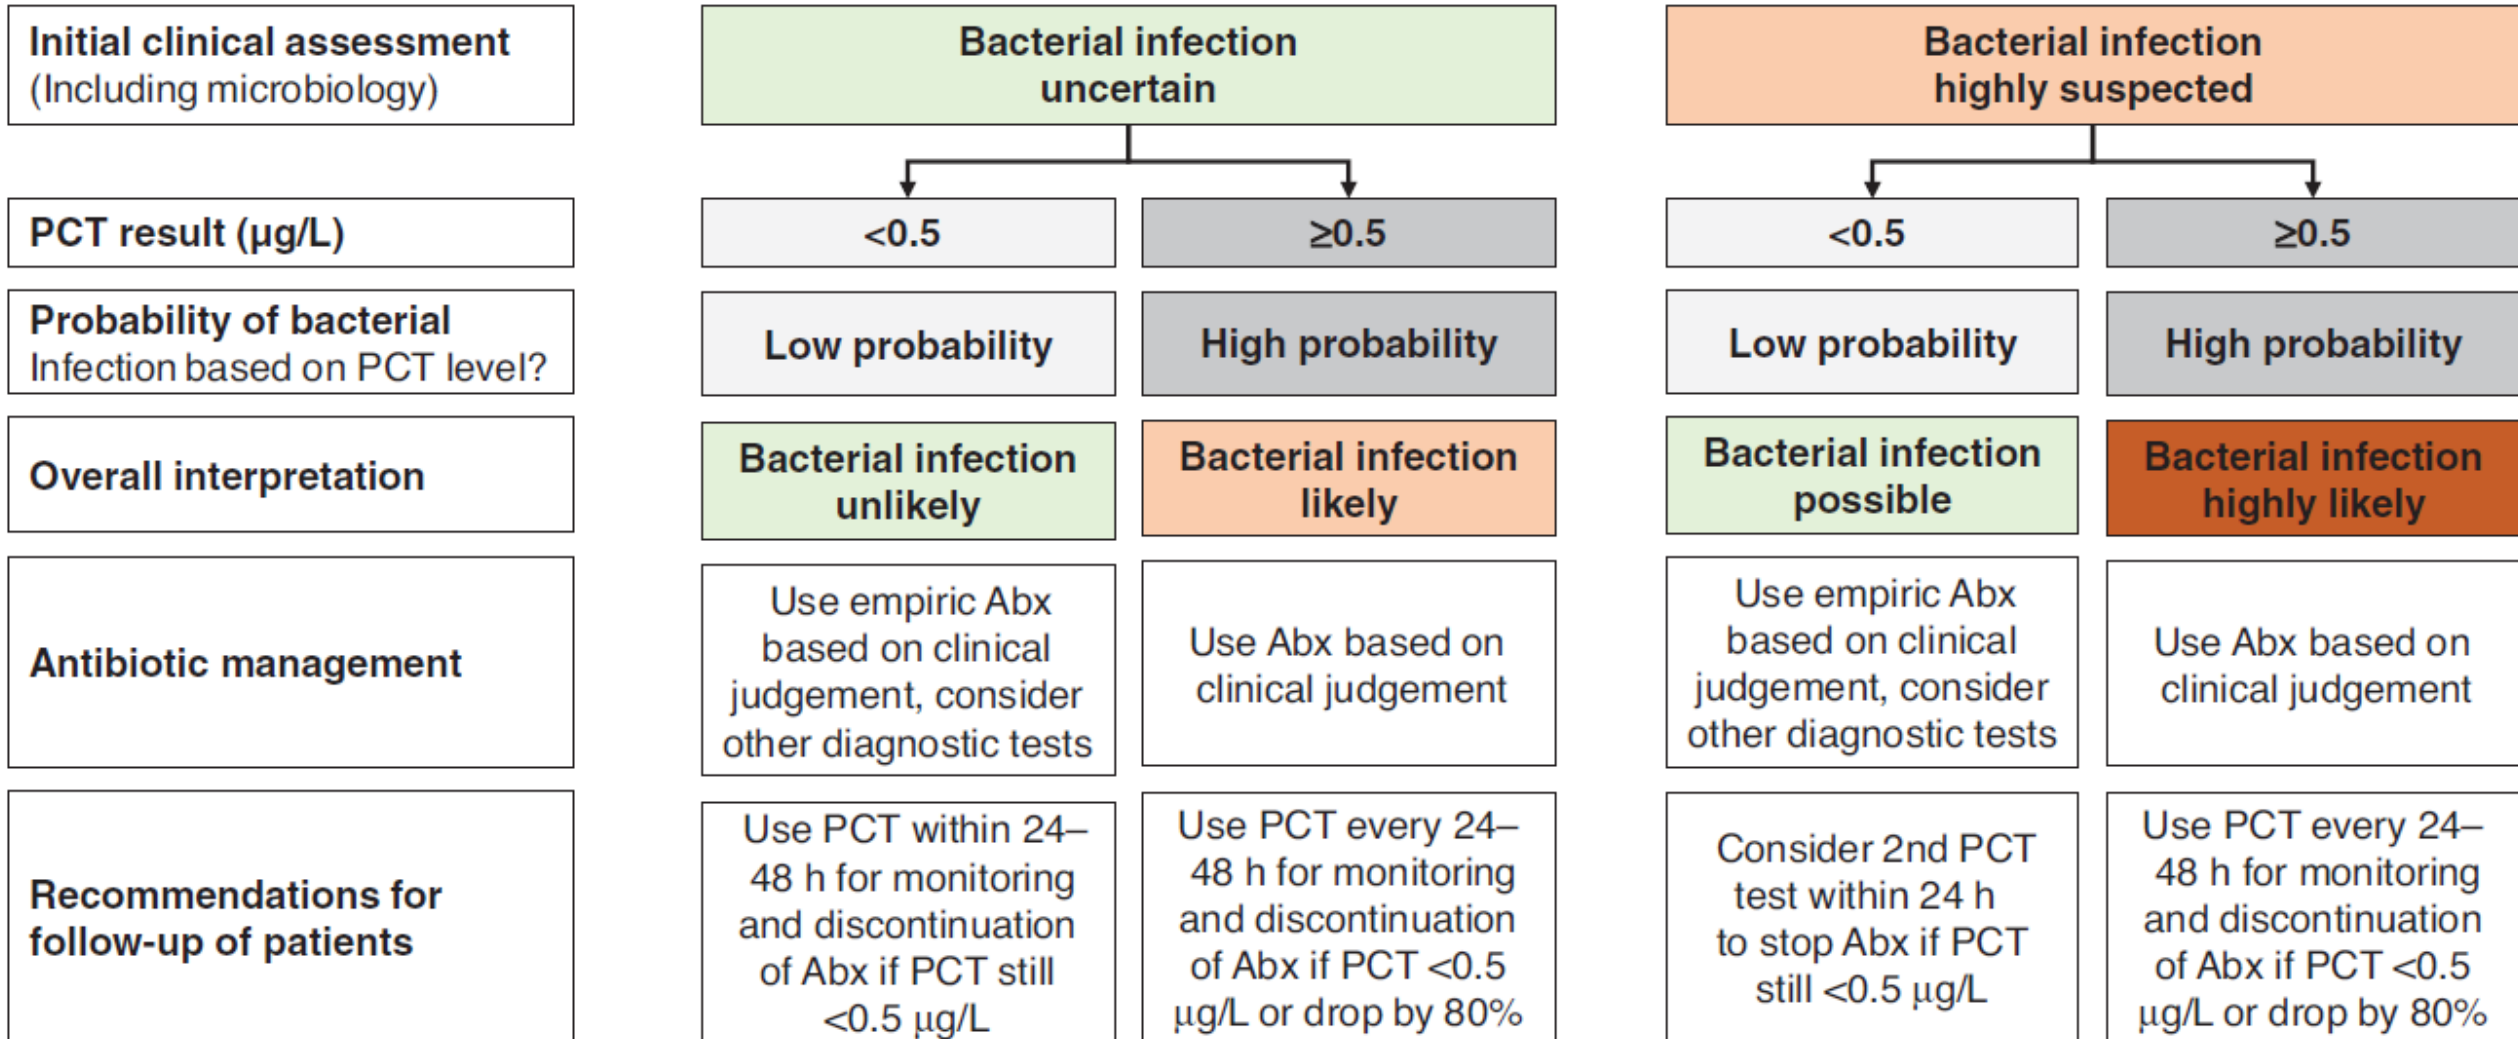 Initial clinical assessment
(Including microbiology)
Bacterial infection
uncertain
Bacterial infection
highly suspected
PCT result (µg/L)
<0.5
≥0.5
<0.5
≥0.5
Probability of bacterial
Infection based on PCT level?
Low probability
High probability
Low probability
High probability
Overall interpretation
Bacterial infection
unlikely
Bacterial infection
likely
Bacterial infection
possible
Bacterial infection
highly likely
Antibiotic management
Use empiric Abx
based on clinical
judgement, consider
other diagnostic tests
Use Abx based on
clinical judgement
Use empiric Abx
based on clinical
judgement, consider
other diagnostic tests
Use Abx based on
clinical judgement
Recommendations for
follow-up of patients
Use PCT within 24–
48 h for monitoring
and discontinuation
of Abx if PCT still
<0.5 µg/L
Use PCT every 24–
48 h for monitoring
and discontinuation
of Abx if PCT <0.5
µg/L or drop by 80%
Consider 2nd PCT
test within 24 h
to stop Abx if PCT
still <0.5 µg/L
Use PCT every 24–
48 h for monitoring
and discontinuation
of Abx if PCT <0.5
µg/L or drop by 80%